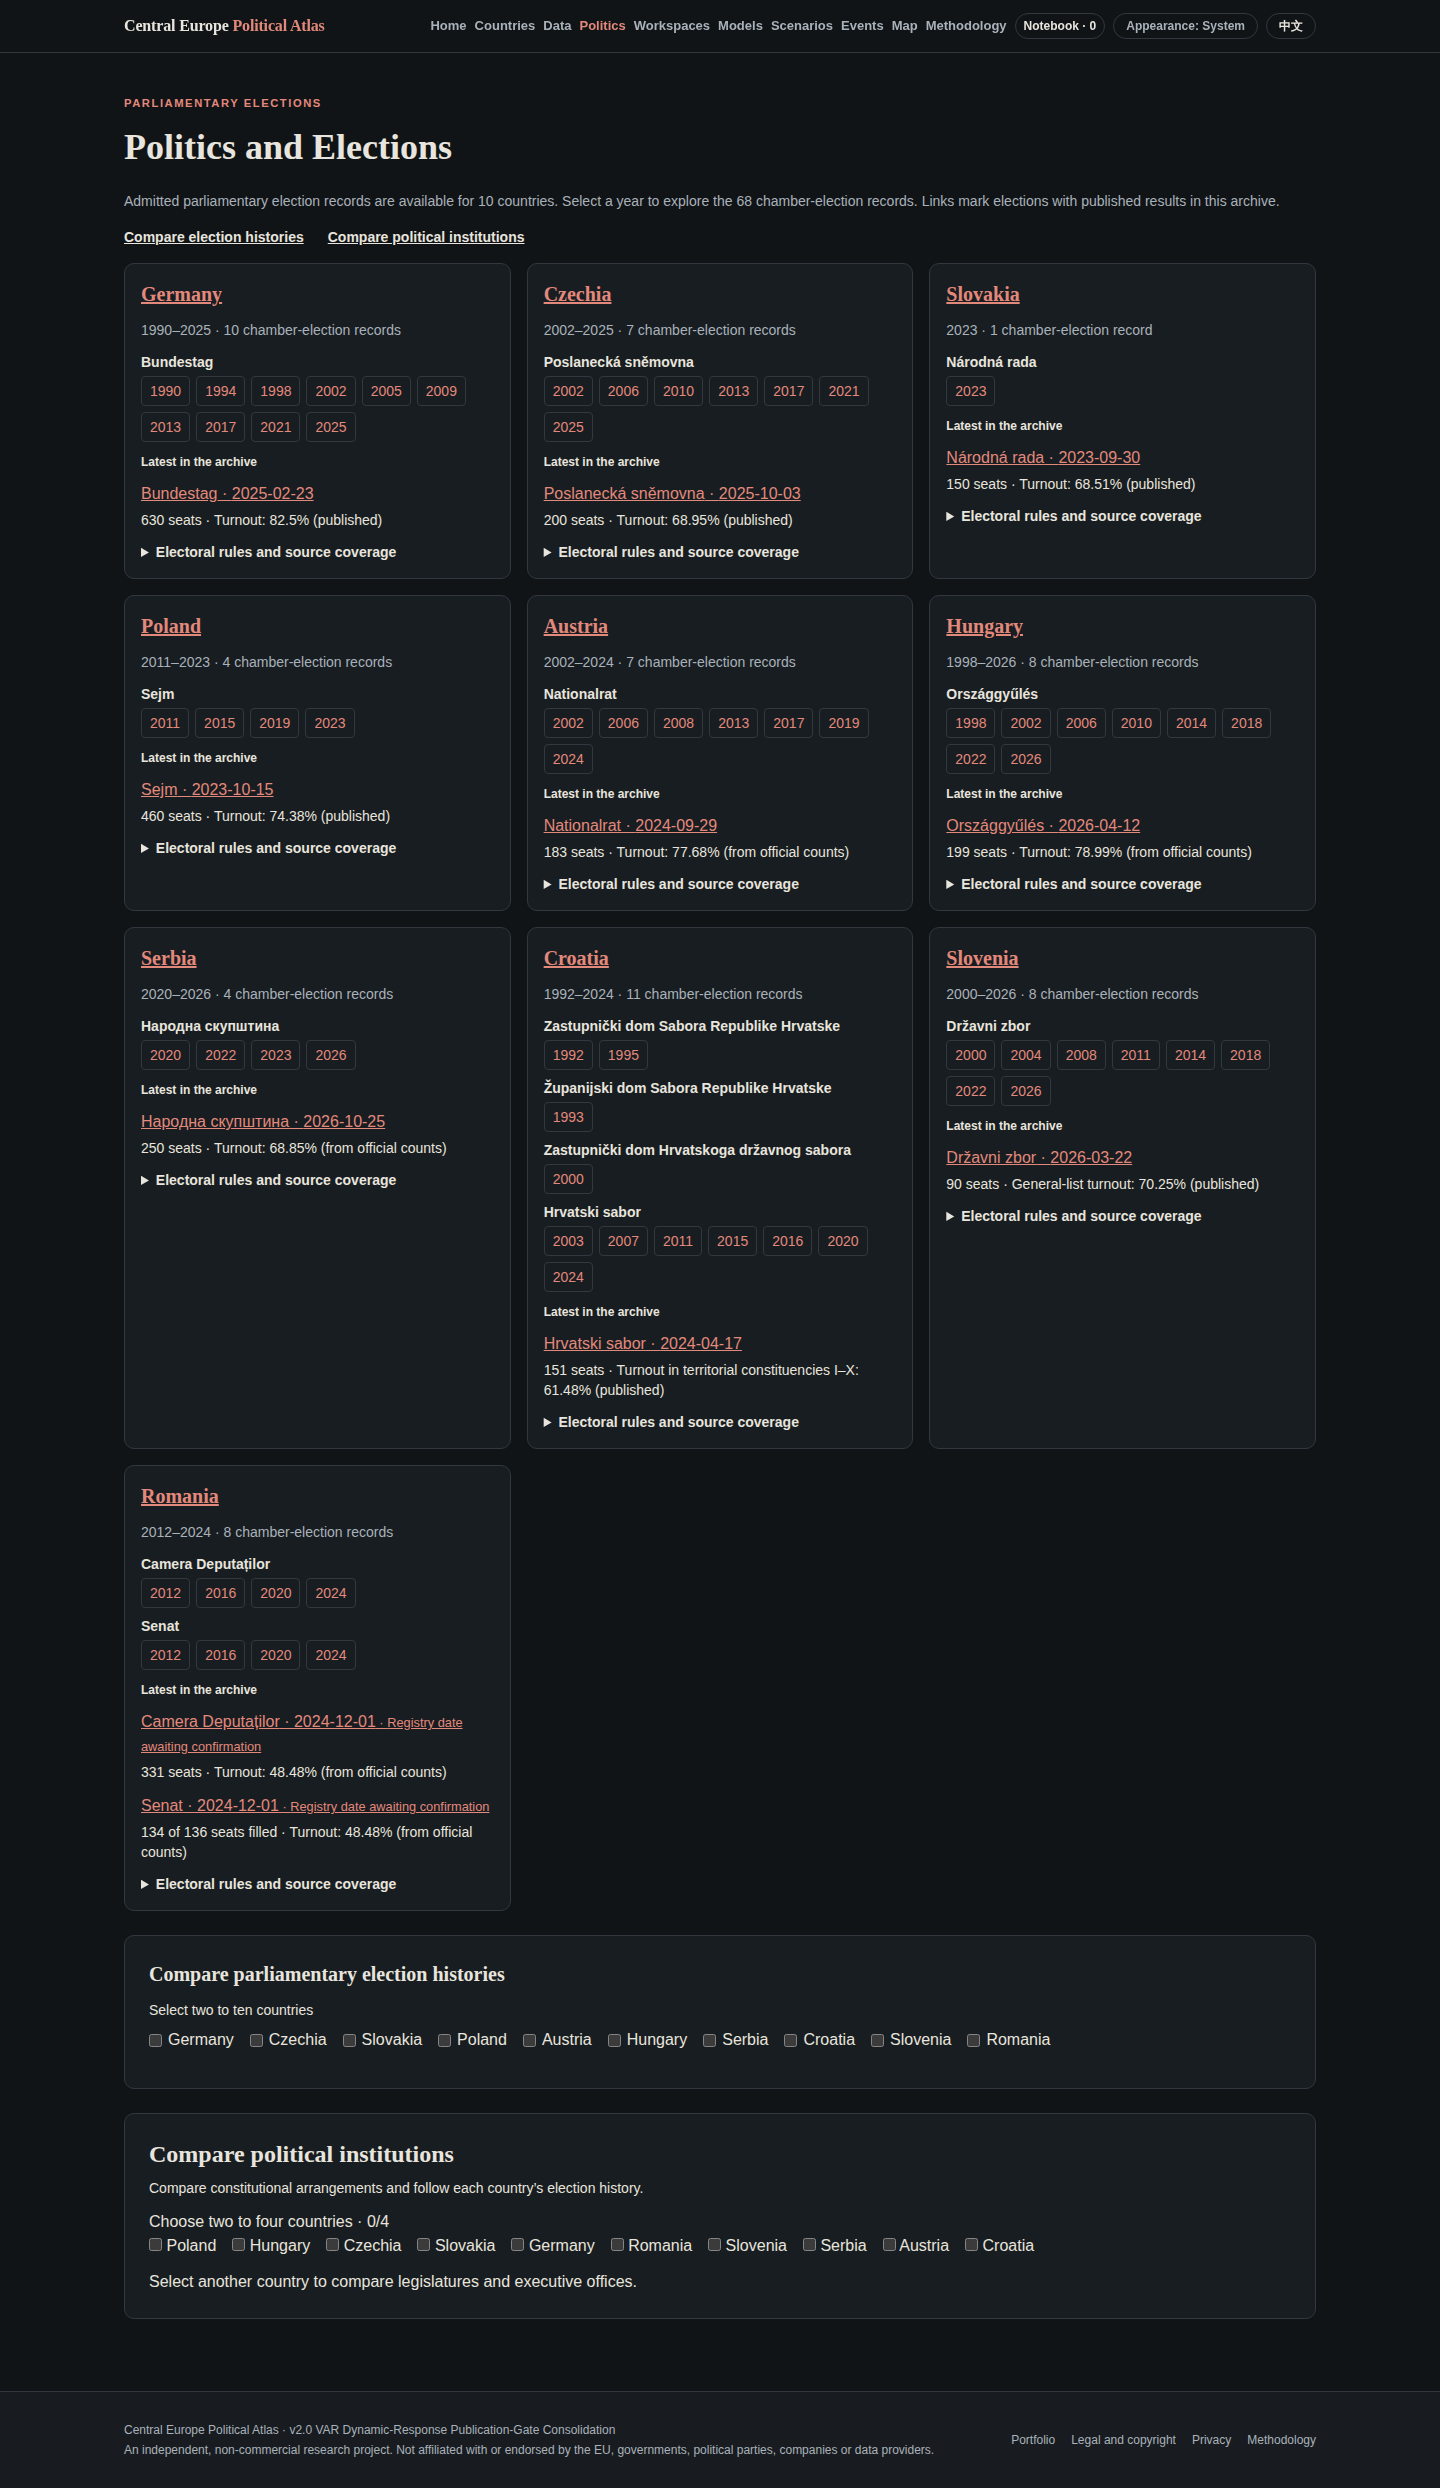 Central Europe Political Atlas
Home Countries Data Politics Workspaces Models Scenarios Events Map Methodology Notebook · 0 Appearance: System 中文
PARLIAMENTARY ELECTIONS
Politics and Elections
Admitted parliamentary election records are available for 10 countries. Select a year to explore the 68 chamber-election records. Links mark elections with published results in this archive.
Compare election histories Compare political institutions
Germany
1990–2025 · 10 chamber-election records
Bundestag
1990 1994 1998 2002 2005 2009
2013 2017 2021 2025
Latest in the archive
Bundestag · 2025-02-23
630 seats · Turnout: 82.5% (published)
▶ Electoral rules and source coverage
Czechia
2002–2025 · 7 chamber-election records
Poslanecká sněmovna
2002 2006 2010 2013 2017 2021
2025
Latest in the archive
Poslanecká sněmovna · 2025-10-03
200 seats · Turnout: 68.95% (published)
▶ Electoral rules and source coverage
Slovakia
2023 · 1 chamber-election record
Národná rada
2023
Latest in the archive
Národná rada · 2023-09-30
150 seats · Turnout: 68.51% (published)
▶ Electoral rules and source coverage
Poland
2011–2023 · 4 chamber-election records
Sejm
2011 2015 2019 2023
Latest in the archive
Sejm · 2023-10-15
460 seats · Turnout: 74.38% (published)
▶ Electoral rules and source coverage
Austria
2002–2024 · 7 chamber-election records
Nationalrat
2002 2006 2008 2013 2017 2019
2024
Latest in the archive
Nationalrat · 2024-09-29
183 seats · Turnout: 77.68% (from official counts)
▶ Electoral rules and source coverage
Hungary
1998–2026 · 8 chamber-election records
Országgyűlés
1998 2002 2006 2010 2014 2018
2022 2026
Latest in the archive
Országgyűlés · 2026-04-12
199 seats · Turnout: 78.99% (from official counts)
▶ Electoral rules and source coverage
Serbia
2020–2026 · 4 chamber-election records
Народна скупштина
2020 2022 2023 2026
Latest in the archive
Народна скупштина · 2026-10-25
250 seats · Turnout: 68.85% (from official counts)
▶ Electoral rules and source coverage
Croatia
1992–2024 · 11 chamber-election records
Zastupnički dom Sabora Republike Hrvatske
1992 1995
Županijski dom Sabora Republike Hrvatske
1993
Zastupnički dom Hrvatskoga državnog sabora
2000
Hrvatski sabor
2003 2007 2011 2015 2016 2020
2024
Latest in the archive
Hrvatski sabor · 2024-04-17
151 seats · Turnout in territorial constituencies I–X:
61.48% (published)
▶ Electoral rules and source coverage
Slovenia
2000–2026 · 8 chamber-election records
Državni zbor
2000 2004 2008 2011 2014 2018
2022 2026
Latest in the archive
Državni zbor · 2026-03-22
90 seats · General-list turnout: 70.25% (published)
▶ Electoral rules and source coverage
Romania
2012–2024 · 8 chamber-election records
Camera Deputaților
2012 2016 2020 2024
Senat
2012 2016 2020 2024
Latest in the archive
Camera Deputaților · 2024-12-01 · Registry date
awaiting confirmation
331 seats · Turnout: 48.48% (from official counts)
Senat · 2024-12-01 · Registry date awaiting confirmation
134 of 136 seats filled · Turnout: 48.48% (from official
counts)
▶ Electoral rules and source coverage
Compare parliamentary election histories
Select two to ten countries
Germany Czechia Slovakia Poland Austria Hungary Serbia Croatia Slovenia Romania
Compare political institutions
Compare constitutional arrangements and follow each country’s election history.
Choose two to four countries · 0/4
Poland Hungary Czechia Slovakia Germany Romania Slovenia Serbia Austria Croatia
Select another country to compare legislatures and executive offices.
Central Europe Political Atlas · v2.0 VAR Dynamic-Response Publication-Gate Consolidation
An independent, non-commercial research project. Not affiliated with or endorsed by the EU, governments, political parties, companies or data providers.
Portfolio Legal and copyright Privacy Methodology